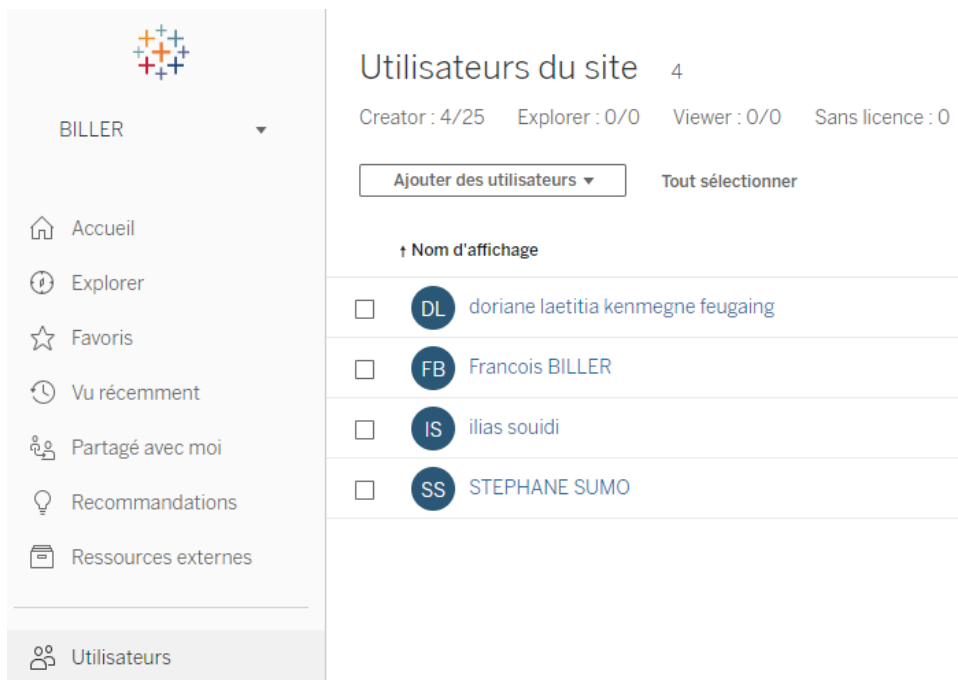 BILLER
Accueil
Explorer
Favoris
Vu récemment
Partagé avec moi
Recommandations
Ressources externes
Utilisateurs
Utilisateurs du site 4
Creator : 4/25 Explorer : 0/0 Viewer : 0/0 Sans licence : 0
Ajouter des utilisateurs Tout sélectionner
↑ Nom d'affichage
DL doriane laetitia kenmegne feugaing
FB Francois BILLER
IS ilias souidi
SS STEPHANE SUMO